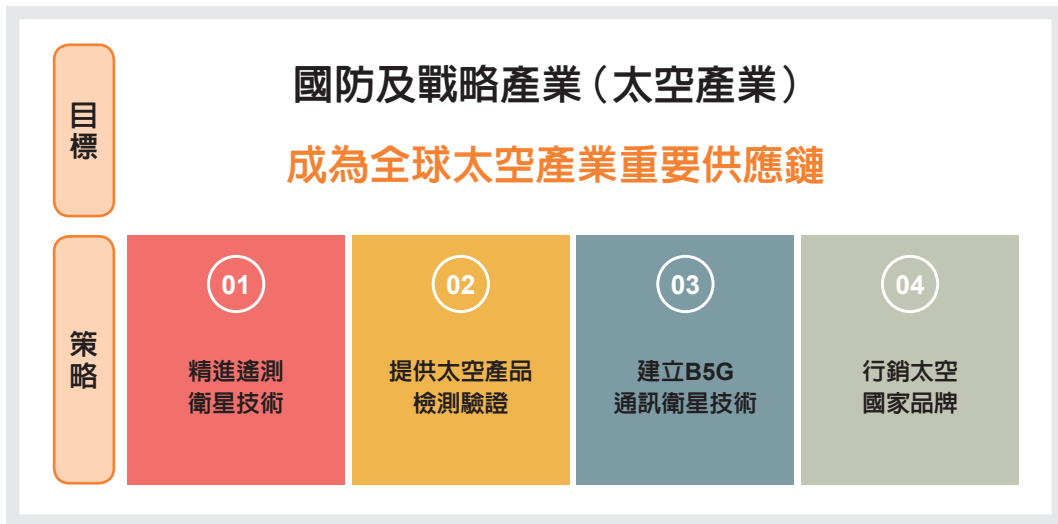 目標
國防及戰略產業（太空產業）
成為全球太空產業重要供應鏈
策略
01
精進遙測
衛星技術
02
提供太空產品
檢測驗證
03
建立B5G
通訊衛星技術
04
行銷太空
國家品牌